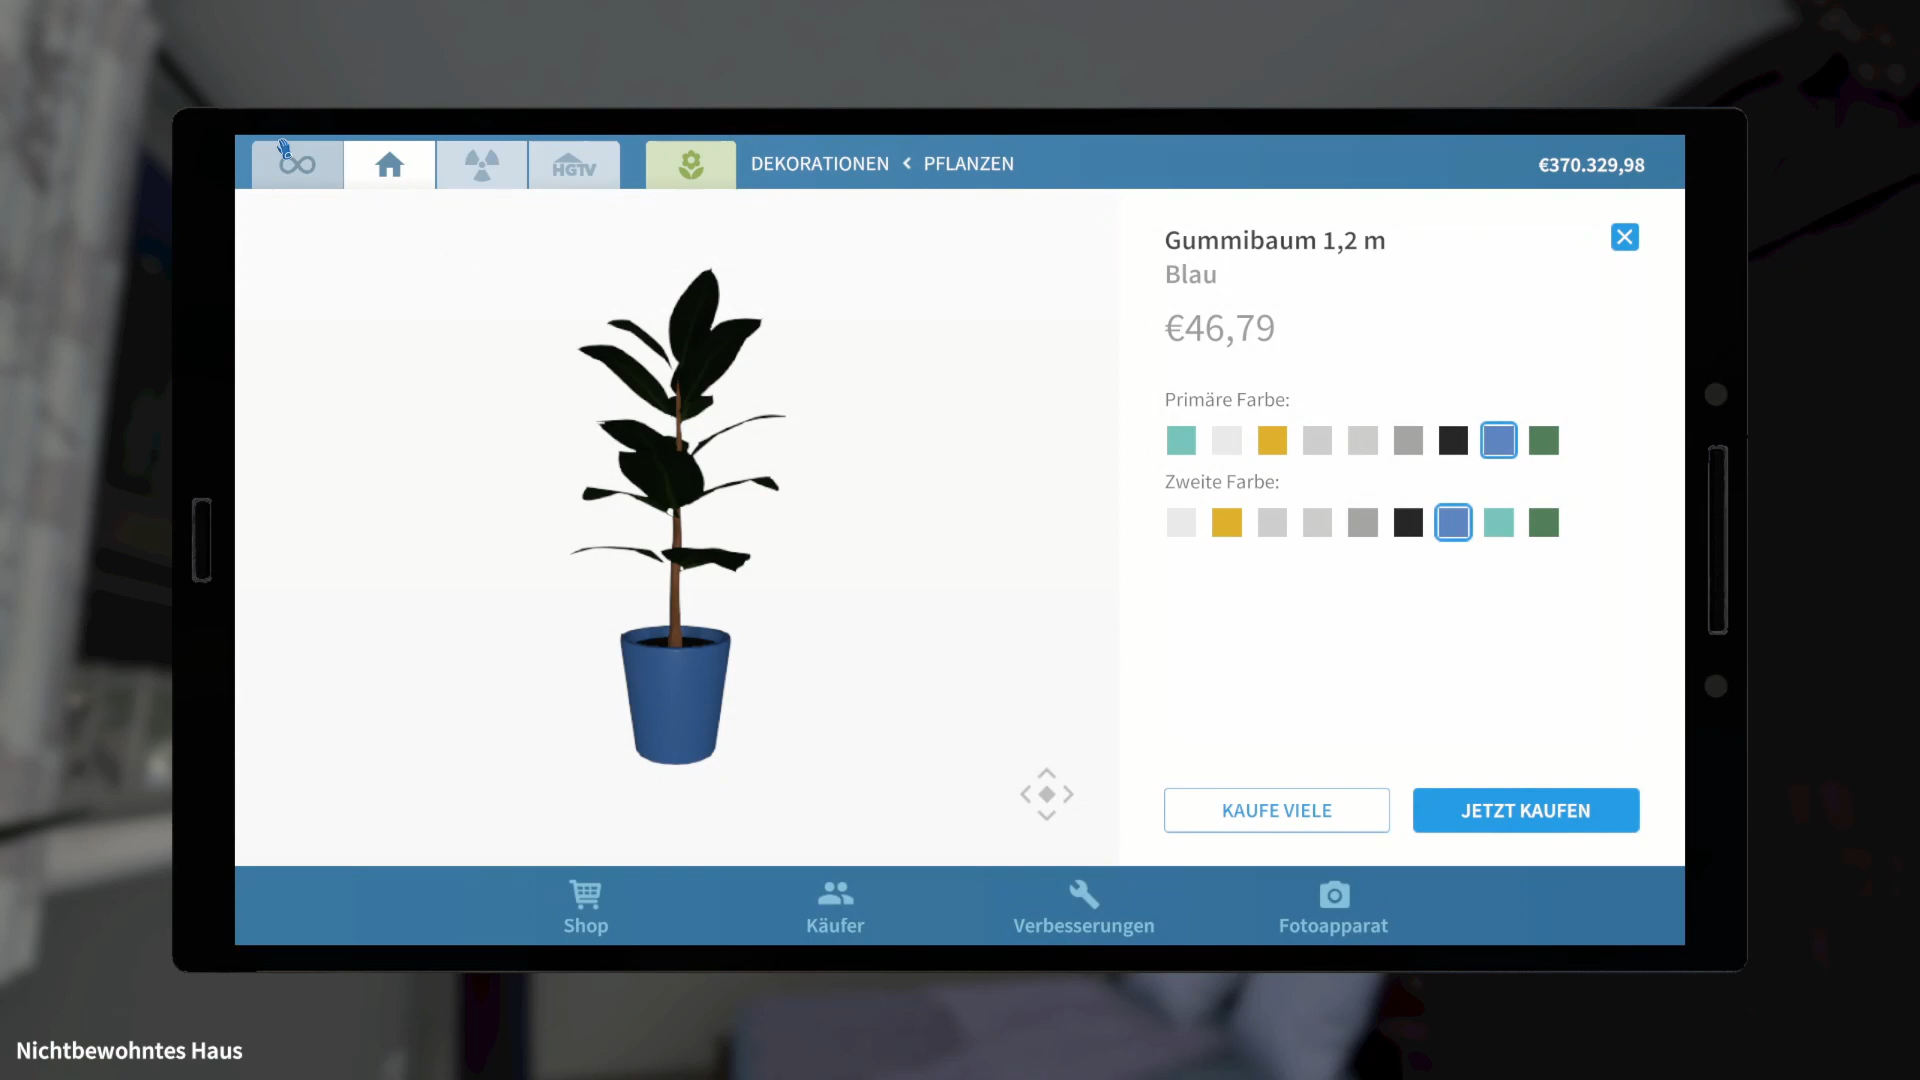 HGTV
DEKORATIONEN < PFLANZEN
€370.329,98
Gummibaum 1,2 m
Blau
€46,79
Primäre Farbe:
Zweite Farbe:
KAUFE VIELE
JETZT KAUFEN
Shop
Käufer
Verbesserungen
Fotoapparat
Nichtbewohntes Haus